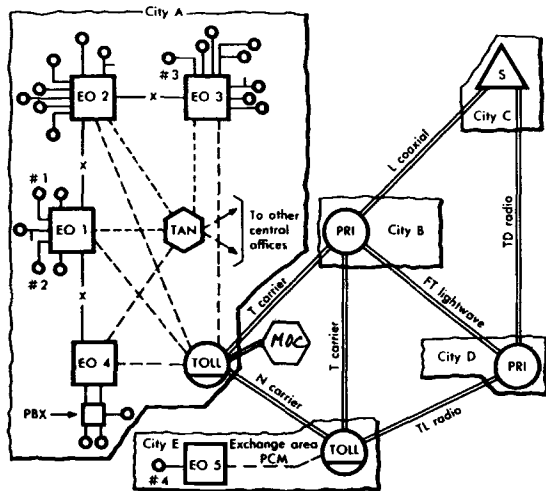 City A
#3
EO 2
x
EO 3
S
City C
L coaxial
TD radio
x
#1
EO 1
#2
TAN
To other
central
offices
PRI
City B
x
T carrier
FT lightwave
T carrier
MOC
EO 4
TOLL
City D
PRI
PBX
N carrier
TL radio
City E
Exchange area
PCM
EO 5
#4
TOLL